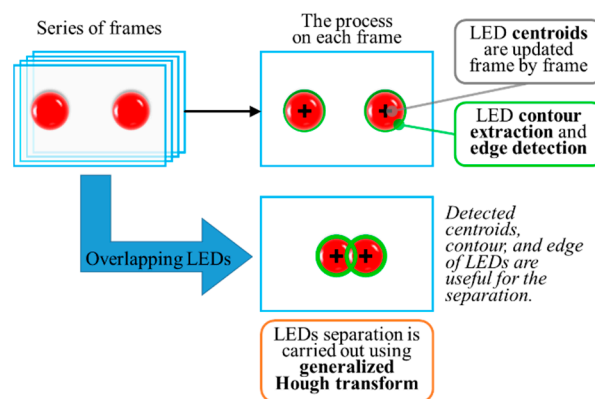 Series of frames
The process
on each frame
LED centroids
are updated
frame by frame
LED contour
extraction and
edge detection
Overlapping LEDs
Detected
centroids,
contour, and edge
of LEDs are
useful for the
separation.
LEDs separation is
carried out using
generalized
Hough transform